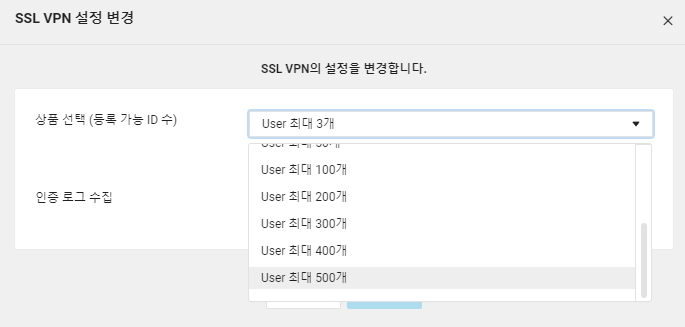 SSL VPN 설정 변경
SSL VPN의 설정을 변경합니다.
상품 선택 (등록 가능 ID 수)
User 최대 3개
User 최대 100개
User 최대 200개
인증 로그 수집
User 최대 300개
User 최대 400개
User 최대 500개